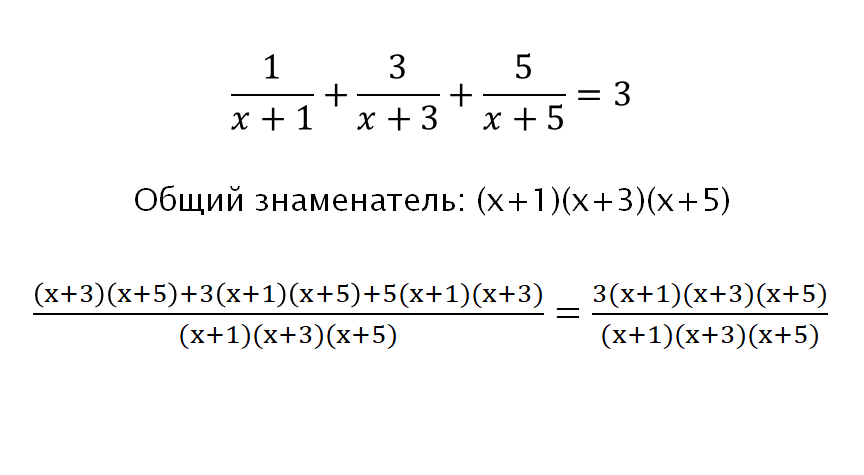 1/(x + 1) + 3/(x + 3) + 5/(x + 5) = 3
Общий знаменатель: (x+1)(x+3)(x+5)
((x+3)(x+5)+3(x+1)(x+5)+5(x+1)(x+3))/((x+1)(x+3)(x+5)) = (3(x+1)(x+3)(x+5))/((x+1)(x+3)(x+5))